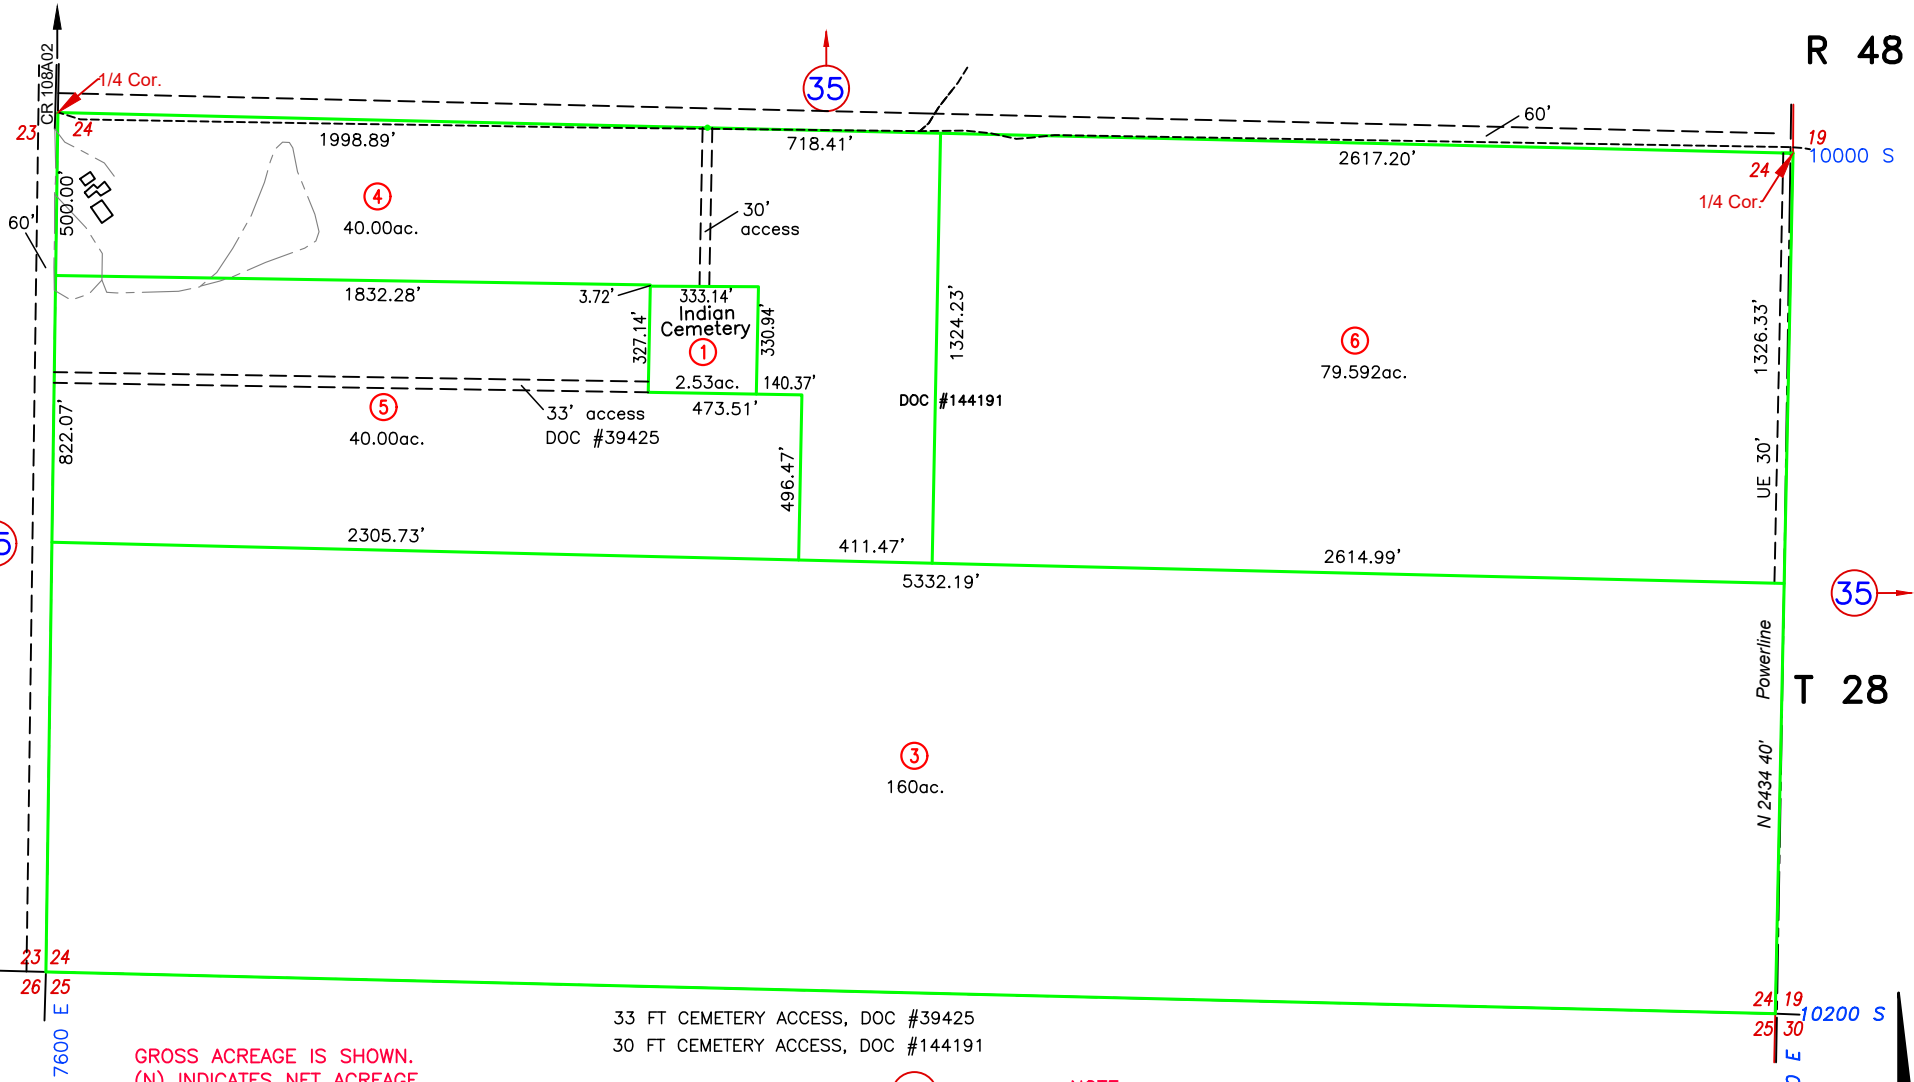 R 48
CR 108A02
1/4 Cor.
35
60'
23
24
1998.89'
718.41'
2617.20'
19
10000 S
24
1/4 Cor.
500.00'
60'
4
40.00ac.
30'
access
1832.28'
3.72'
333.14'
Indian
Cemetery
1
2.53ac.
327.14'
330.94'
140.37'
473.51'
1324.23'
DOC #144191
6
79.592ac.
1326.33'
UE 30'
5
40.00ac.
33' access
DOC #39425
822.07'
496.47'
2305.73'
411.47'
2614.99'
5332.19'
35
Powerline
T 28
N 2434 40'
3
160ac.
23 24
26 25
7600 E
24 19
25 30
10200 S
33 FT CEMETERY ACCESS, DOC #39425
30 FT CEMETERY ACCESS, DOC #144191
GROSS ACREAGE IS SHOWN.
(N) INDICATES NET ACREAGE
NOTE